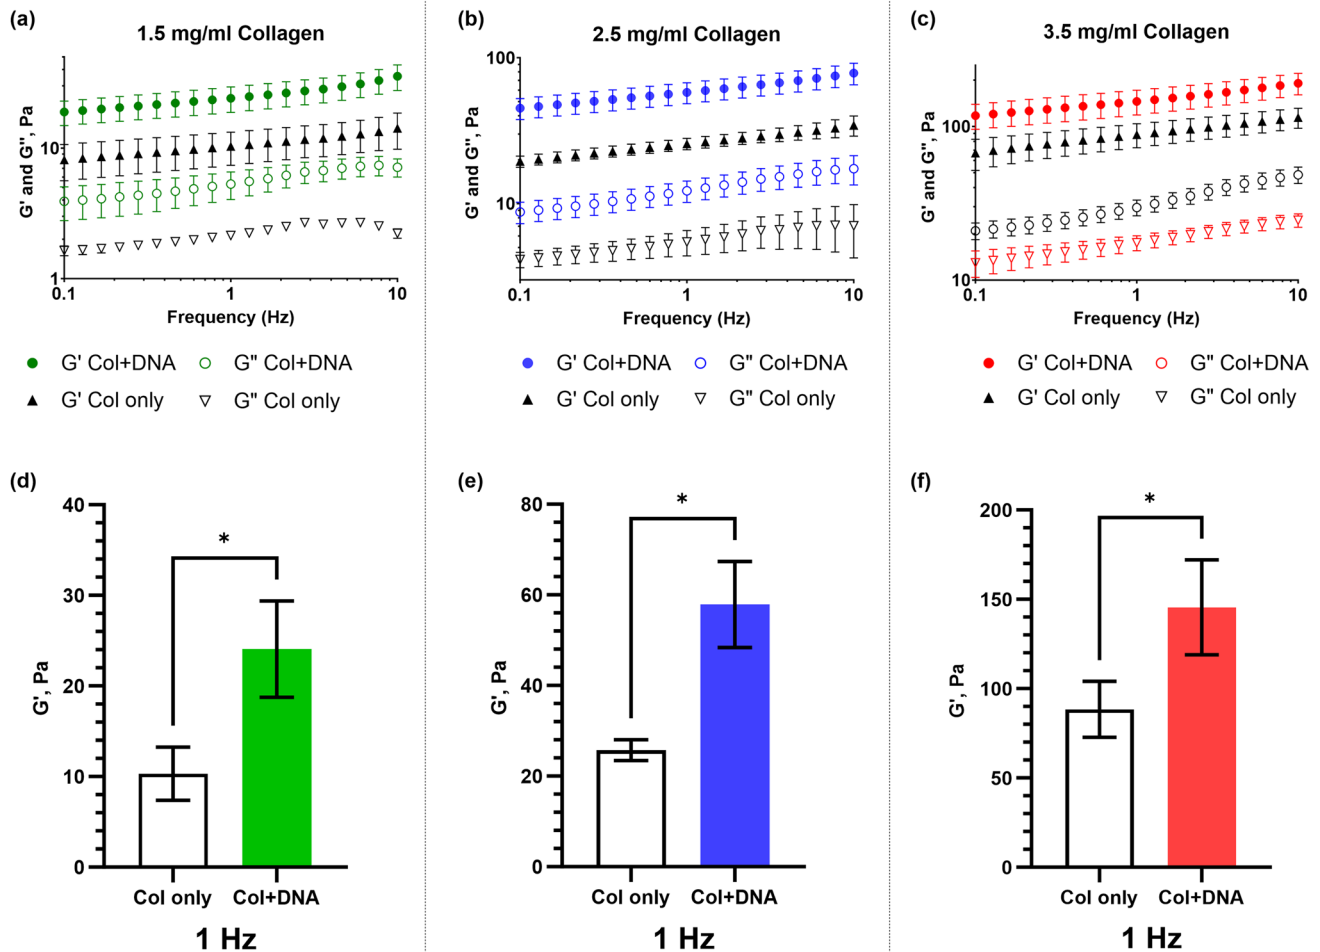 (a)
1.5 mg/ml Collagen
G' and G'', Pa
10
1
0.1
1
10
Frequency (Hz)
G' Col+DNA
G" Col+DNA
G' Col only
G" Col only
(b)
2.5 mg/ml Collagen
G' and G'', Pa
100
10
0.1
1
10
Frequency (Hz)
G' Col+DNA
G" Col+DNA
G' Col only
G" Col only
(c)
3.5 mg/ml Collagen
G' and G'', Pa
100
10
0.1
1
10
Frequency (Hz)
G' Col+DNA
G" Col+DNA
G' Col only
G" Col only
(d)
G', Pa
40
30
20
10
0
*
Col only
Col+DNA
1 Hz
(e)
G', Pa
80
60
40
20
0
*
Col only
Col+DNA
1 Hz
(f)
G', Pa
200
150
100
50
0
*
Col only
Col+DNA
1 Hz